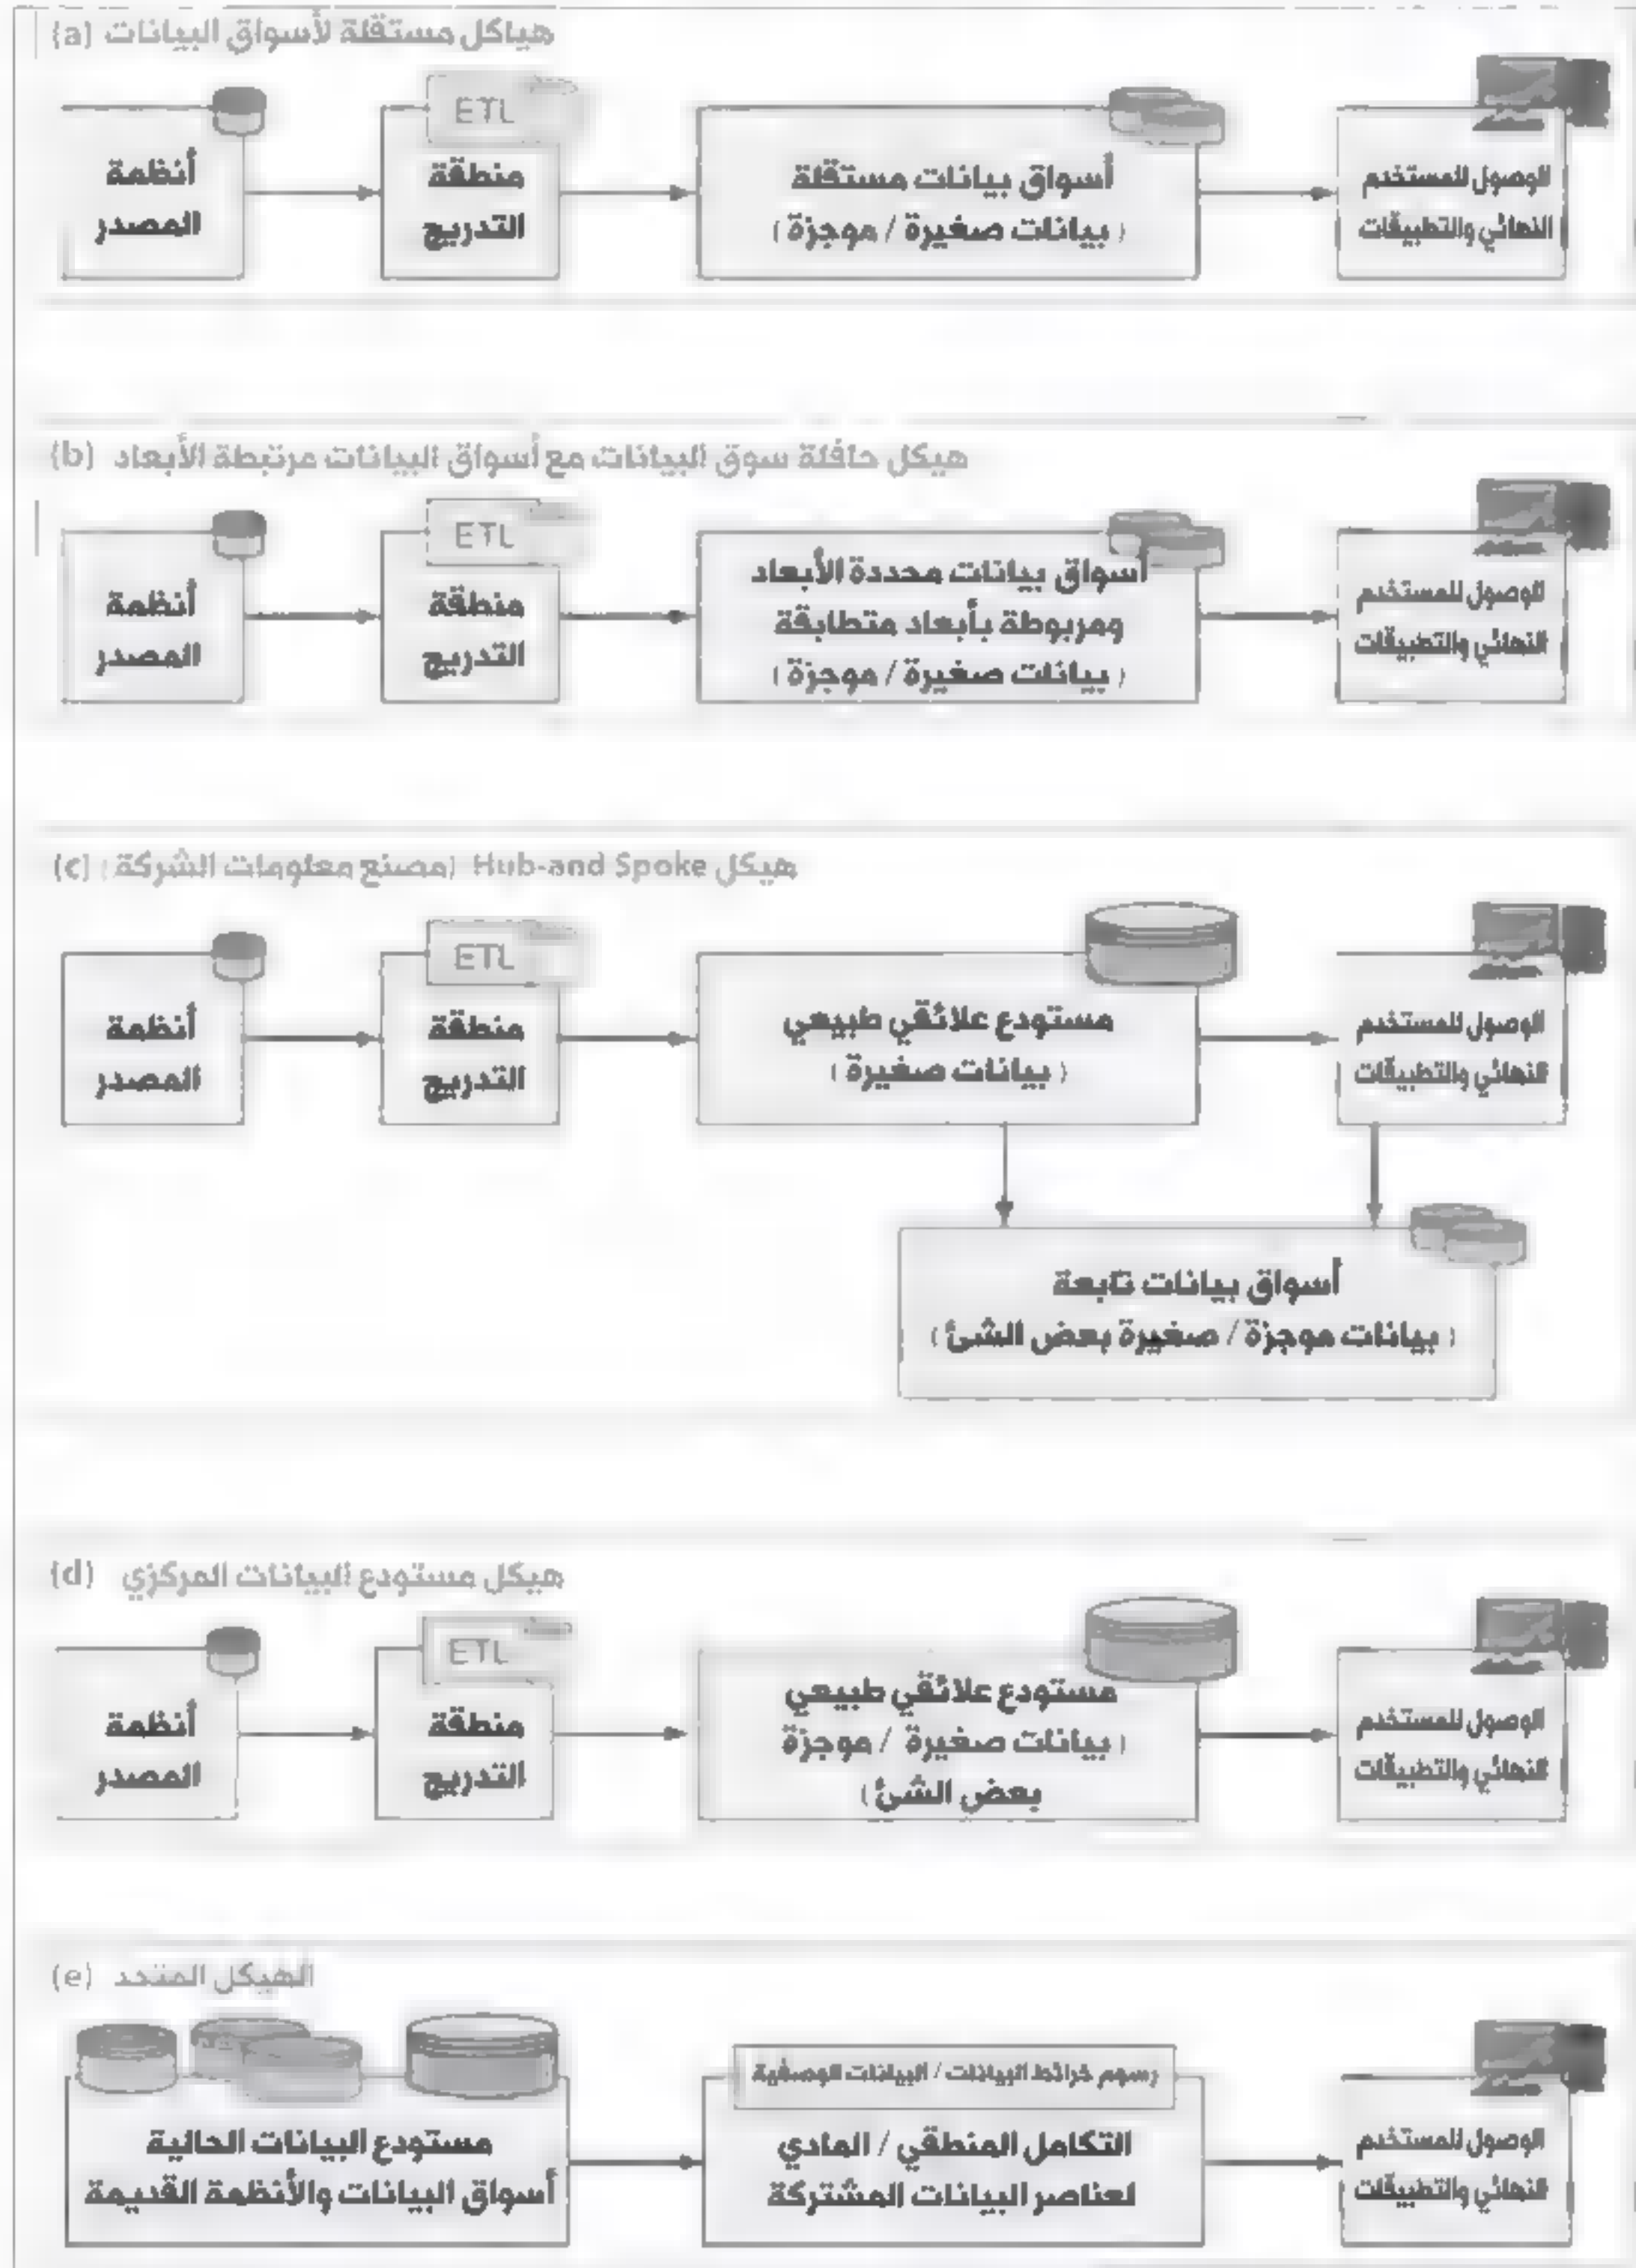 (a) هياكل مستقلة لأسواق البيانات
ETL
أنظمة
المصدر
منطقة
التدريج
أسواق بيانات مستقلة
( بيانات صغيرة / موجزة )
الوصول للمستخدم
النهائي والتطبيقات
(b) هيكل حافلة سوق البيانات مع أسواق البيانات مرتبطة الأبعاد
ETL
أنظمة
المصدر
منطقة
التدريج
أسواق بيانات محددة الأبعاد
ومربوطة بأبعاد متطابقة
( بيانات صغيرة / موجزة )
الوصول للمستخدم
النهائي والتطبيقات
(c) هيكل Hub-and Spoke (مصنع معلومات الشركة )
ETL
أنظمة
المصدر
منطقة
التدريج
مستودع علائقي طبيعي
( بيانات صغيرة )
الوصول للمستخدم
النهائي والتطبيقات
أسواق بيانات تابعة
( بيانات موجزة / صغيرة بعض الشئ )
(d) هيكل مستودع البيانات المركزي
ETL
أنظمة
المصدر
منطقة
التدريج
مستودع علائقي طبيعي
( بيانات صغيرة / موجزة
بعض الشئ )
الوصول للمستخدم
النهائي والتطبيقات
(e) الهيكل المتحد
مستودع البيانات الحالية
أسواق البيانات والأنظمة القديمة
رسوم خرائط البيانات / البيانات الوصفية
التكامل المنطقي / المادي
لعناصر البيانات المشتركة
الوصول للمستخدم
النهائي والتطبيقات